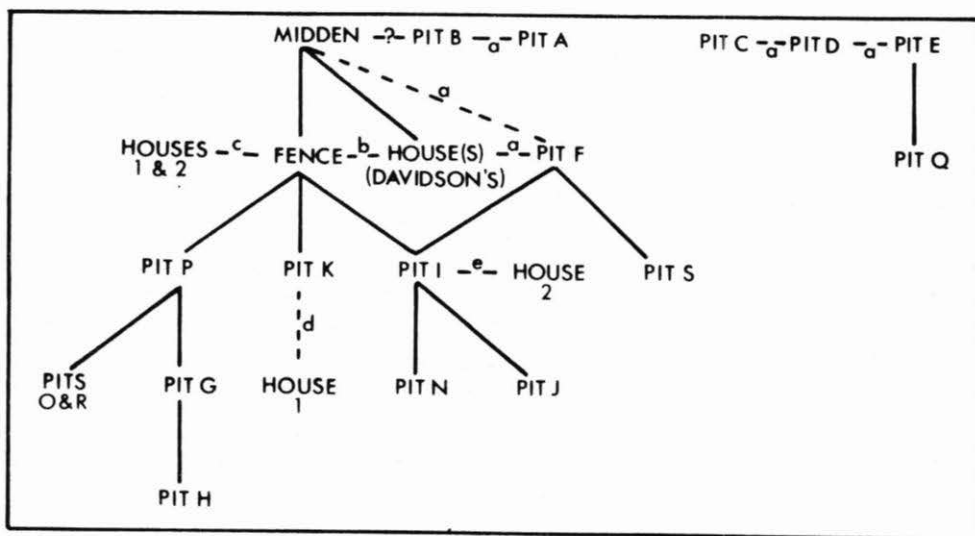 MIDDEN -?- PIT B -a- PIT A
PIT C -a- PIT D -a- PIT E
a
HOUSES -c- FENCE -b- HOUSE(S) -a- PIT F
1 & 2
(DAVIDSON'S)
PIT Q
PIT P
PIT K
PIT I -e- HOUSE
2
PIT S
d
PITS
O&R
PIT G
HOUSE
1
PIT N
PIT J
PIT H